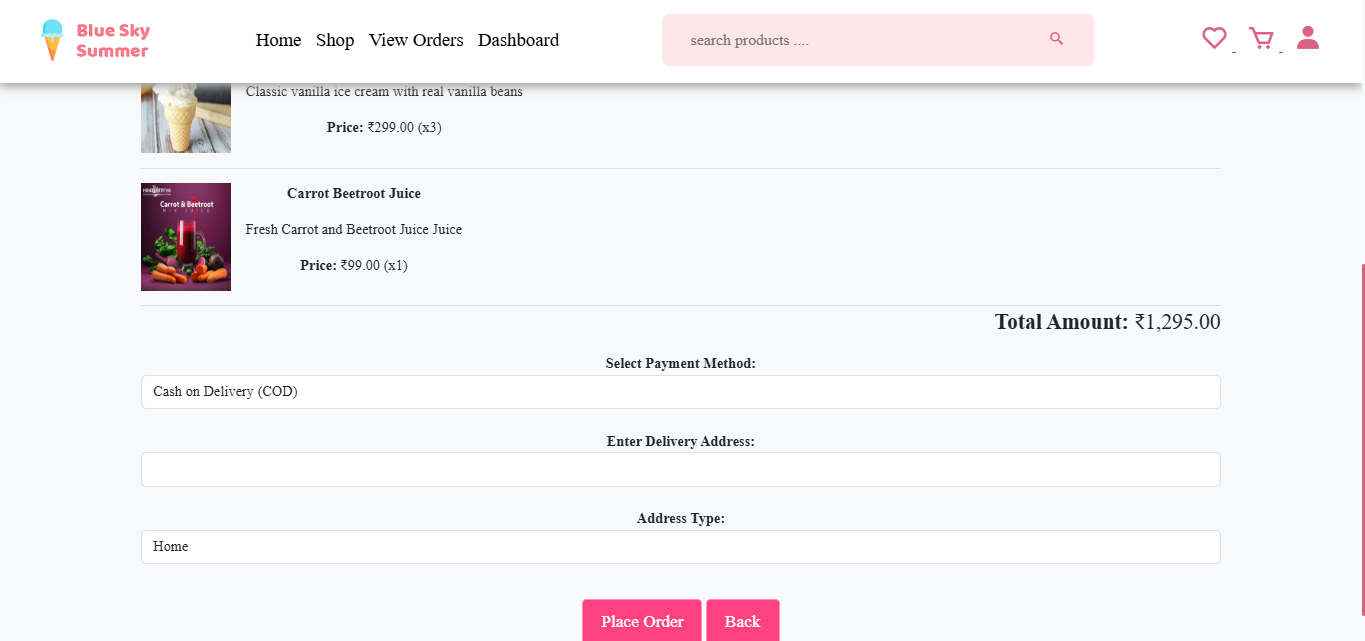 Blue Sky
Summer
Home Shop View Orders Dashboard
search products ....
Classic vanilla ice cream with real vanilla beans
Price: ₹299.00 (x3)
Carrot & Beetroot
Carrot Beetroot Juice
Fresh Carrot and Beetroot Juice Juice
Price: ₹99.00 (x1)
Total Amount: ₹1,295.00
Select Payment Method:
Cash on Delivery (COD)
Enter Delivery Address:
Address Type:
Home
Place Order Back